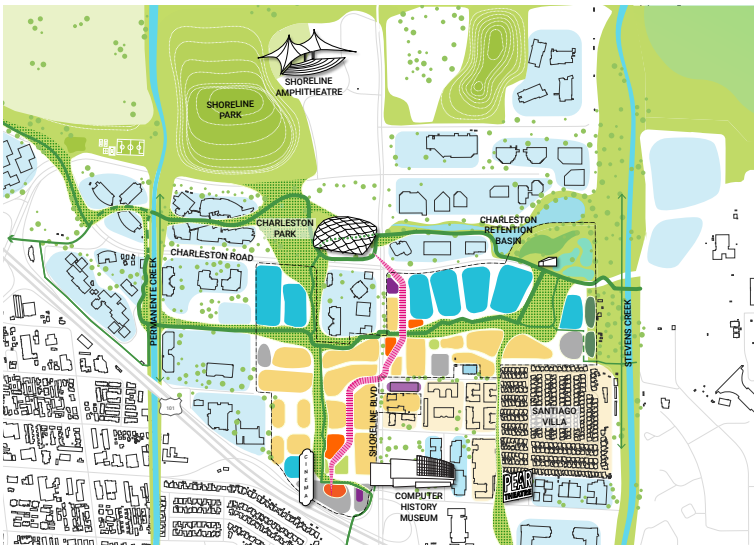 SHORELINE
AMPHITHEATRE
SHORELINE
PARK
CHARLESTON
PARK
CHARLESTON
RETENTION
BASIN
CHARLESTON ROAD
PERMANENTE CREEK
STEVENS CREEK
101
SHORELINE BLVD
SANTIAGO
VILLA
CINEMA
PEAR
THEATRE
COMPUTER
HISTORY
MUSEUM